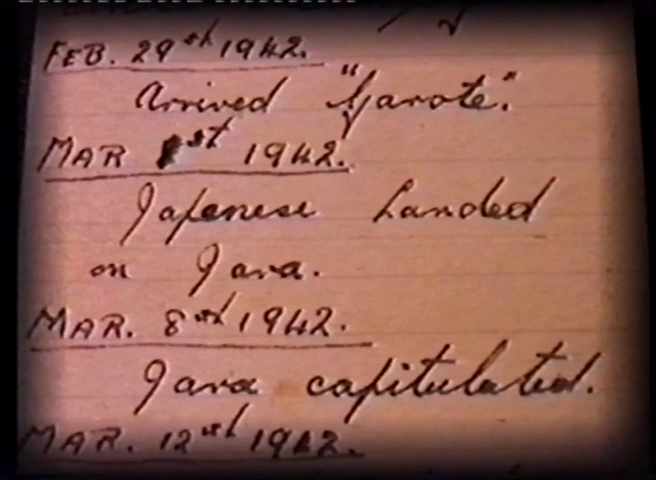 FEB. 29th 1942.
Arrived "Garote."
MAR 1st 1942.
Japenese Landed
on Java.
MAR. 8th 1942.
Java capitulated.
MAR. 12th 1942.